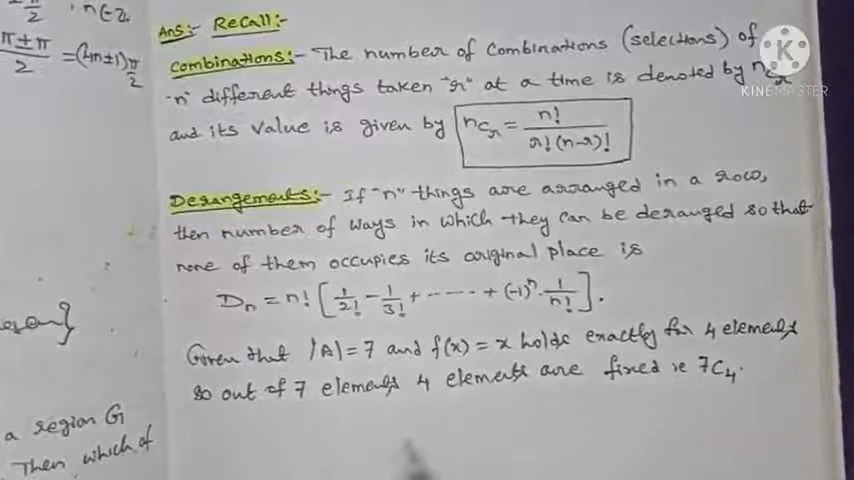 π/2 , n∈Z.
π±π/2 = (4n±1)π/2
Ans:- Recall:-
Combinations:- The number of Combinations (selections) of
"n" different things taken "r" at a time is denoted by nCr
and its value is given by nCr = n!/r!(n-r)!
Derangements:- If "n" things are arranged in a row,
then number of ways in which they can be deranged so that
none of them occupies its original place is
Dn = n! [1/2! - 1/3! + ------ + (-1)^n . 1/n!].
Given that |A| = 7 and f(x) = x holds exactly for 4 elements
so out of 7 elements 4 elements are fixed ie 7C4.
a region G
Then which of
K
KINEMASTER